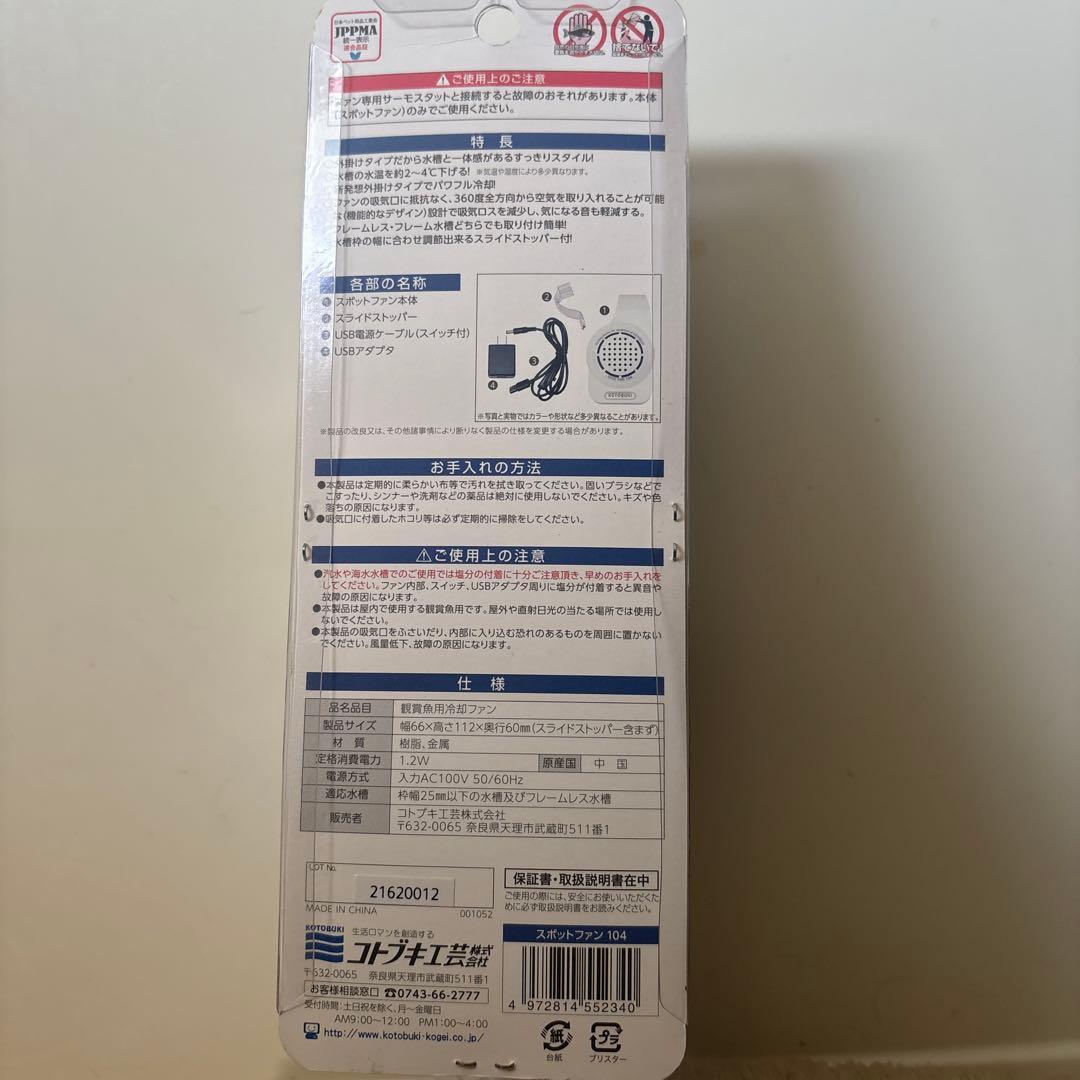 日本ペット用品工業会
JPPMA
統一表示
適合品証
捨てないで!
⚠ご使用上のご注意
ファン専用サーモスタットと接続すると故障のおそれがあります。本体
(スポットファン)のみでご使用ください。
特長
外掛けタイプだから水槽と一体感があるすっきりスタイル!
水槽の水温を約2~4℃下げる! ※気温や湿度により多少異なります。
新発想外掛けタイプでパワフル冷却!
ファンの吸気口に抵抗なく、360度全方向から空気を取り入れることが可能
な(機能的なデザイン)設計で吸気ロスを減少し、気になる音も軽減する。
フレームレス・フレーム水槽どちらでも取り付け簡単!
水槽枠の幅に合わせ調節出来るスライドストッパー付!
各部の名称
❶ スポットファン本体
❷ スライドストッパー
❸ USB電源ケーブル(スイッチ付)
❹ USBアダプタ
❷
❶
❸
❹
KOTOBUKI
※写真と実物ではカラーや形状など多少異なることがあります。
※製品の改良又は、その他諸事情により断りなく製品の仕様を変更する場合があります。
お手入れの方法
●本製品は定期的に柔らかい布等で汚れを拭き取ってください。固いブラシなどで
こすったり、シンナーや洗剤などの薬品は絶対に使用しないでください。キズや色
落ちの原因になります。
●吸気口に付着したホコリ等は必ず定期的に掃除をしてください。
⚠ご使用上の注意
●汽水や海水水槽でのご使用では塩分の付着に十分ご注意頂き、早めのお手入れを
してください。ファン内部、スイッチ、USBアダプタ周りに塩分が付着すると異音や
故障の原因になります。
●本製品は屋内で使用する観賞魚用です。屋外や直射日光の当たる場所では使用し
ないでください。
●本製品の吸気口をふさいだり、内部に入り込む恐れのあるものを周囲に置かない
でください。風量低下、故障の原因になります。
仕様
品名品目 観賞魚用冷却ファン
製品サイズ 幅66×高さ112×奥行60㎜(スライドストッパー含まず)
材質 樹脂、金属
定格消費電力 1.2W 原産国 中国
電源方式 入力AC100V 50/60Hz
適応水槽 枠幅25㎜以下の水槽及びフレームレス水槽
販売者 コトブキ工芸株式会社
〒632-0065 奈良県天理市武蔵町511番1
LOT No.
21620012
MADE IN CHINA 001052
保証書・取扱説明書在中
ご使用の際には、安全にお使いいただくた
めに必ず取扱説明書をお読みください。
KOTOBUKI 生活ロマンを創造する
コトブキ工芸株式会社
〒632-0065 奈良県天理市武蔵町511番1
お客様相談窓口 ☎0743-66-2777
受付時間:土日祝を除く、月~金曜日
AM9:00~12:00 PM1:00~4:00
http://www.kotobuki-kogei.co.jp/
スポットファン 104
4 972814 552340
紙
台紙
プラ
ブリスター